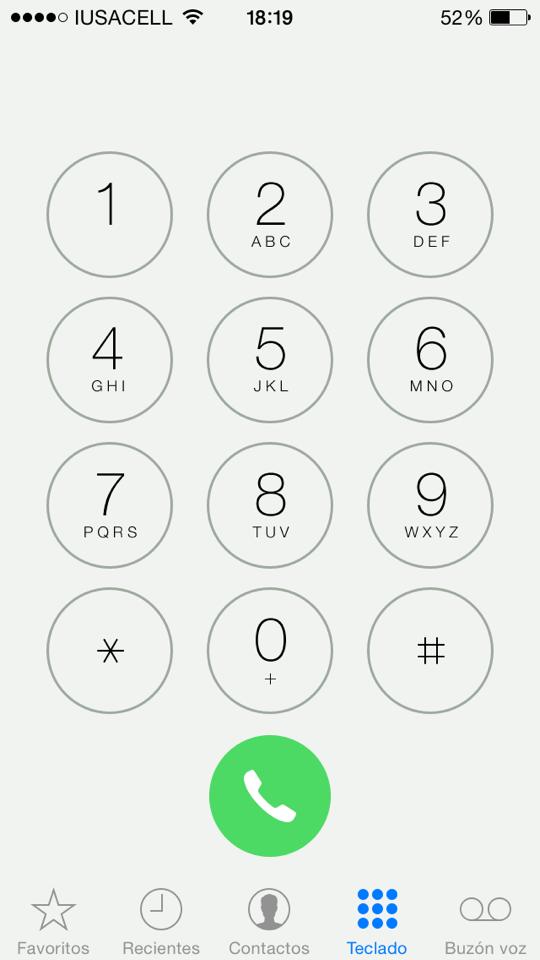 IUSACELL 18:19 52%
1 2 3
ABC DEF
4 5 6
GHI JKL MNO
7 8 9
PQRS TUV WXYZ
* 0 #
+
Favoritos Recientes Contactos Teclado Buzón voz